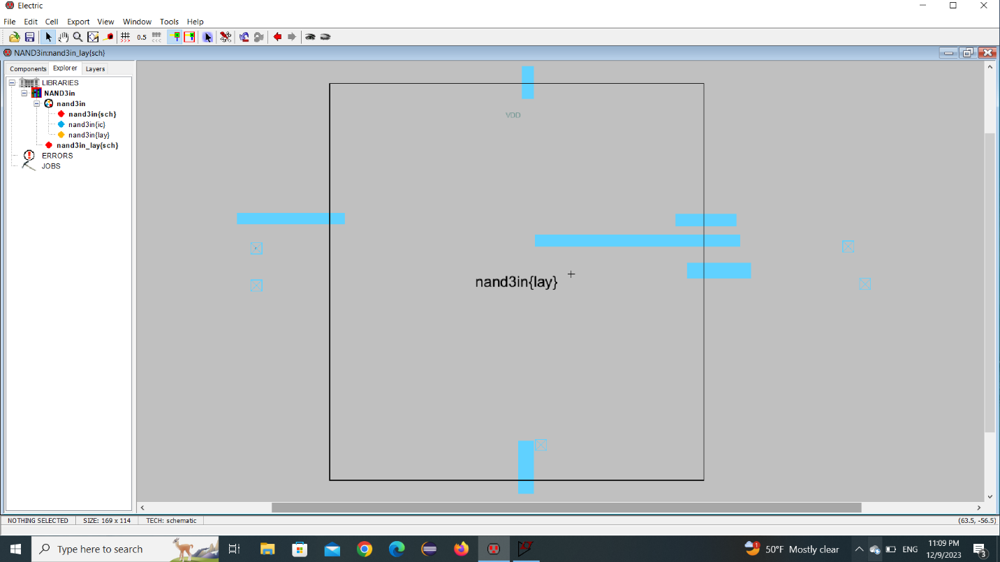 Electric
File Edit Cell Export View Window Tools Help
0.5
NAND3in:nand3in_lay{sch}
Components Explorer Layers
LIBRARIES
NAND3in
nand3in
nand3in{sch}
nand3in{ic}
nand3in{lay}
nand3in_lay{sch}
ERRORS
JOBS
VDD
nand3in{lay}
NOTHING SELECTED SIZE: 169 x 114 TECH: schematic (63.5, -56.5)
Type here to search
1 50°F Mostly clear ENG 11:09 PM
12/9/2023 3